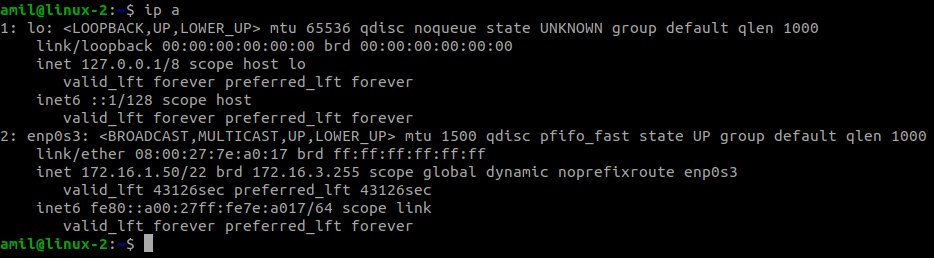 amil@linux-2:~$ ip a
1: lo: <LOOPBACK,UP,LOWER_UP> mtu 65536 qdisc noqueue state UNKNOWN group default qlen 1000
    link/loopback 00:00:00:00:00:00 brd 00:00:00:00:00:00
    inet 127.0.0.1/8 scope host lo
       valid_lft forever preferred_lft forever
    inet6 ::1/128 scope host
       valid_lft forever preferred_lft forever
2: enp0s3: <BROADCAST,MULTICAST,UP,LOWER_UP> mtu 1500 qdisc pfifo_fast state UP group default qlen 1000
    link/ether 08:00:27:7e:a0:17 brd ff:ff:ff:ff:ff:ff
    inet 172.16.1.50/22 brd 172.16.3.255 scope global dynamic noprefixroute enp0s3
       valid_lft 43126sec preferred_lft 43126sec
    inet6 fe80::a00:27ff:fe7e:a017/64 scope link
       valid_lft forever preferred_lft forever
amil@linux-2:~$